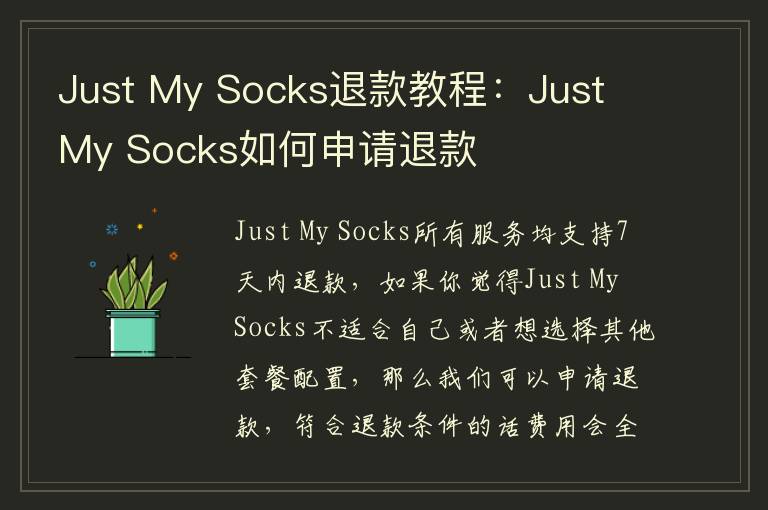 Just My Socks退款教程：Just
My Socks如何申请退款
Just My Socks所有服务均支持7
天内退款，如果你觉得Just My
Socks不适合自己或者想选择其他
套餐配置，那么我们可以申请退
款，符合退款条件的话费用会全